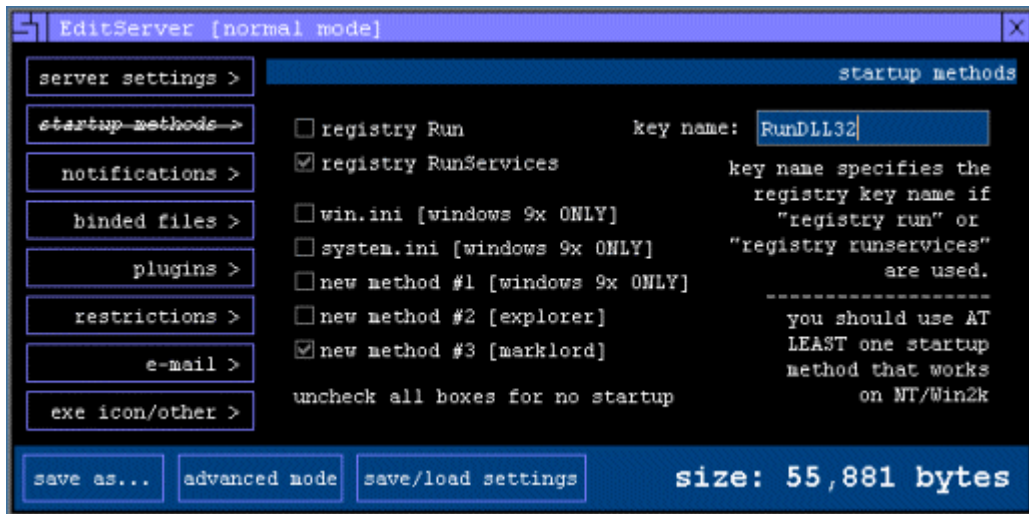 EditServer [normal mode]
server settings >
startup methods >
notifications >
binded files >
plugins >
restrictions >
e-mail >
exe icon/other >
startup methods
registry Run
key name: RunDLL32
registry RunServices
win.ini [windows 9x ONLY]
system.ini [windows 9x ONLY]
new method #1 [windows 9x ONLY]
new method #2 [explorer]
new method #3 [marklord]
uncheck all boxes for no startup
key name specifies the
registry key name if
"registry run" or
"registry runservices"
are used.
-------------------
you should use AT
LEAST one startup
method that works
on NT/Win2k
save as...
advanced mode
save/load settings
size: 55,881 bytes